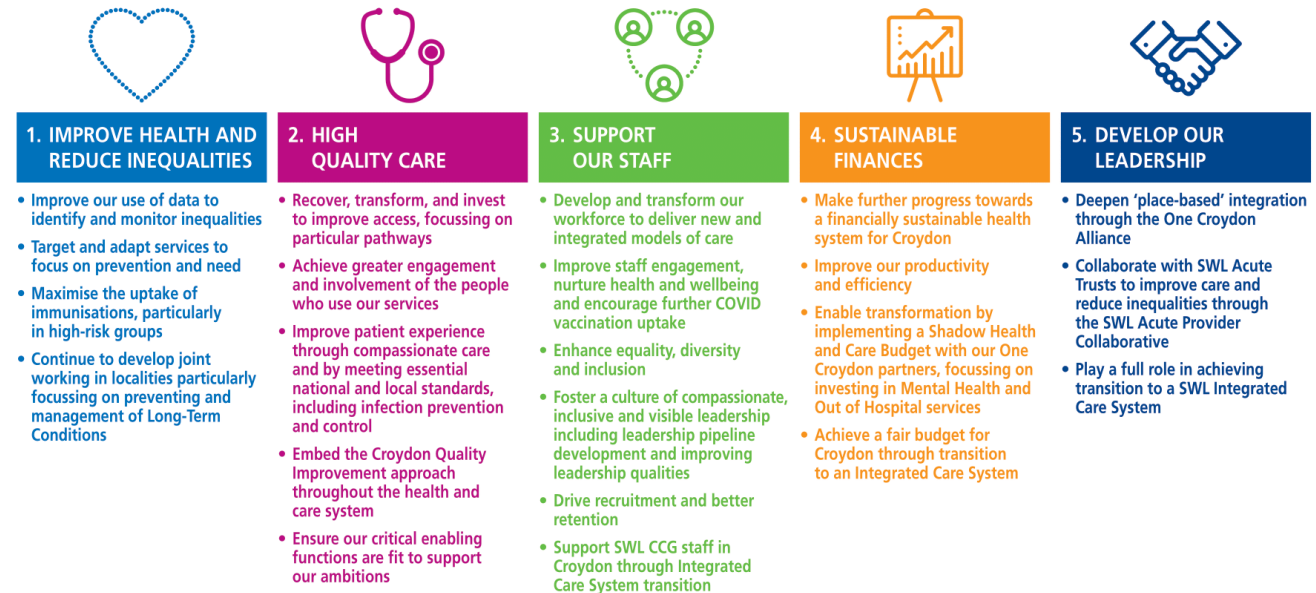 1. IMPROVE HEALTH AND
REDUCE INEQUALITIES
• Improve our use of data to
identify and monitor inequalities
• Target and adapt services to
focus on prevention and need
• Maximise the uptake of
immunisations, particularly
in high-risk groups
• Continue to develop joint
working in localities particularly
focussing on preventing and
management of Long-Term
Conditions
2. HIGH
QUALITY CARE
• Recover, transform, and invest
to improve access, focussing on
particular pathways
• Achieve greater engagement
and involvement of the people
who use our services
• Improve patient experience
through compassionate care
and by meeting essential
national and local standards,
including infection prevention
and control
• Embed the Croydon Quality
Improvement approach
throughout the health and
care system
• Ensure our critical enabling
functions are fit to support
our ambitions
3. SUPPORT
OUR STAFF
• Develop and transform our
workforce to deliver new and
integrated models of care
• Improve staff engagement,
nurture health and wellbeing
and encourage further COVID
vaccination uptake
• Enhance equality, diversity
and inclusion
• Foster a culture of compassionate,
inclusive and visible leadership
including leadership pipeline
development and improving
leadership qualities
• Drive recruitment and better
retention
• Support SWL CCG staff in
Croydon through Integrated
Care System transition
4. SUSTAINABLE
FINANCES
• Make further progress towards
a financially sustainable health
system for Croydon
• Improve our productivity
and efficiency
• Enable transformation by
implementing a Shadow Health
and Care Budget with our One
Croydon partners, focussing on
investing in Mental Health and
Out of Hospital services
• Achieve a fair budget for
Croydon through transition
to an Integrated Care System
5. DEVELOP OUR
LEADERSHIP
• Deepen ‘place-based’ integration
through the One Croydon
Alliance
• Collaborate with SWL Acute
Trusts to improve care and
reduce inequalities through
the SWL Acute Provider
Collaborative
• Play a full role in achieving
transition to a SWL Integrated
Care System